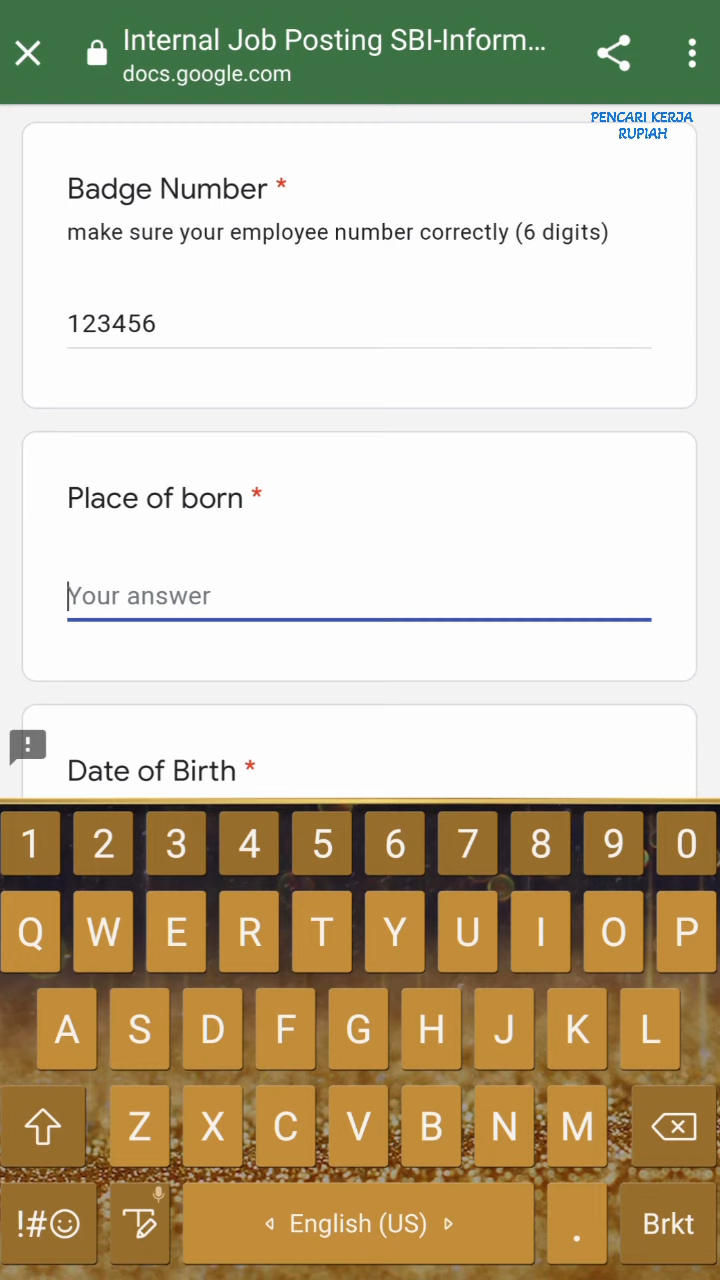 Internal Job Posting SBI-Inform...
docs.google.com
PENCARI KERJA
RUPIAH
Badge Number *
make sure your employee number correctly (6 digits)
123456
Place of born *
Your answer
Date of Birth *
1 2 3 4 5 6 7 8 9 0
Q W E R T Y U I O P
A S D F G H J K L
Z X C V B N M
!#☺ English (US) . Brkt